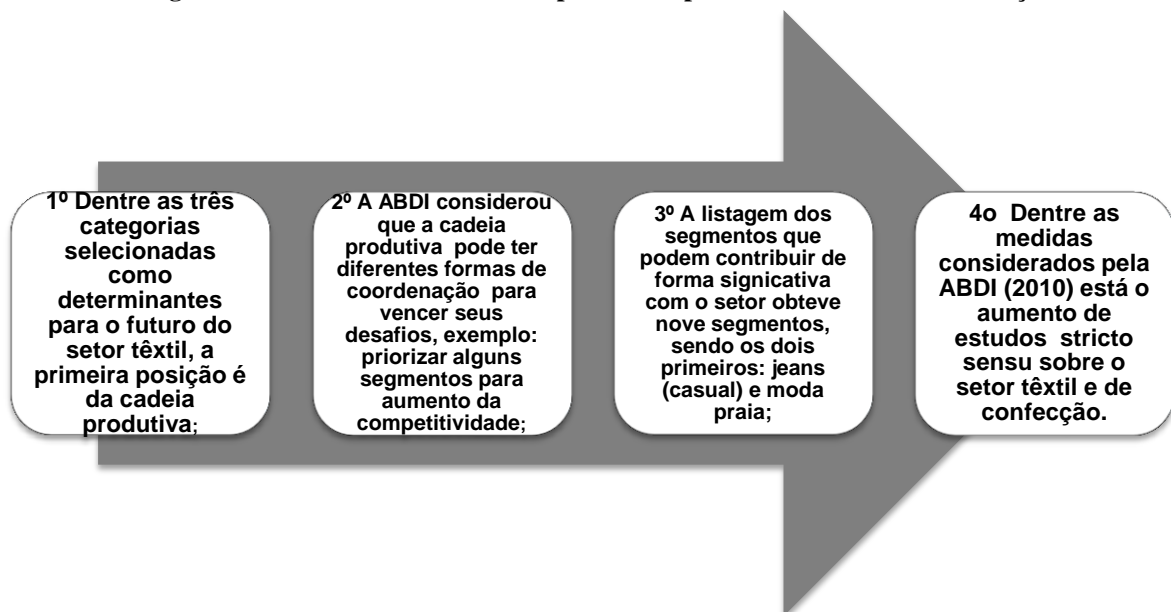 1º Dentre as três
categorias
selecionadas
como
determinantes
para o futuro do
setor têxtil, a
primeira posição é
da cadeia
produtiva;
2º A ABDI considerou
que a cadeia
produtiva pode ter
diferentes formas de
coordenação para
vencer seus
desafios, exemplo:
priorizar alguns
segmentos para
aumento da
competitividade;
3º A listagem dos
segmentos que
podem contribuir de
forma signicativa
com o setor obteve
nove segmentos,
sendo os dois
primeiros: jeans
(casual) e moda
praia;
4o Dentre as
medidas
considerados pela
ABDI (2010) está o
aumento de
estudos stricto
sensu sobre o
setor têxtil e de
confecção.